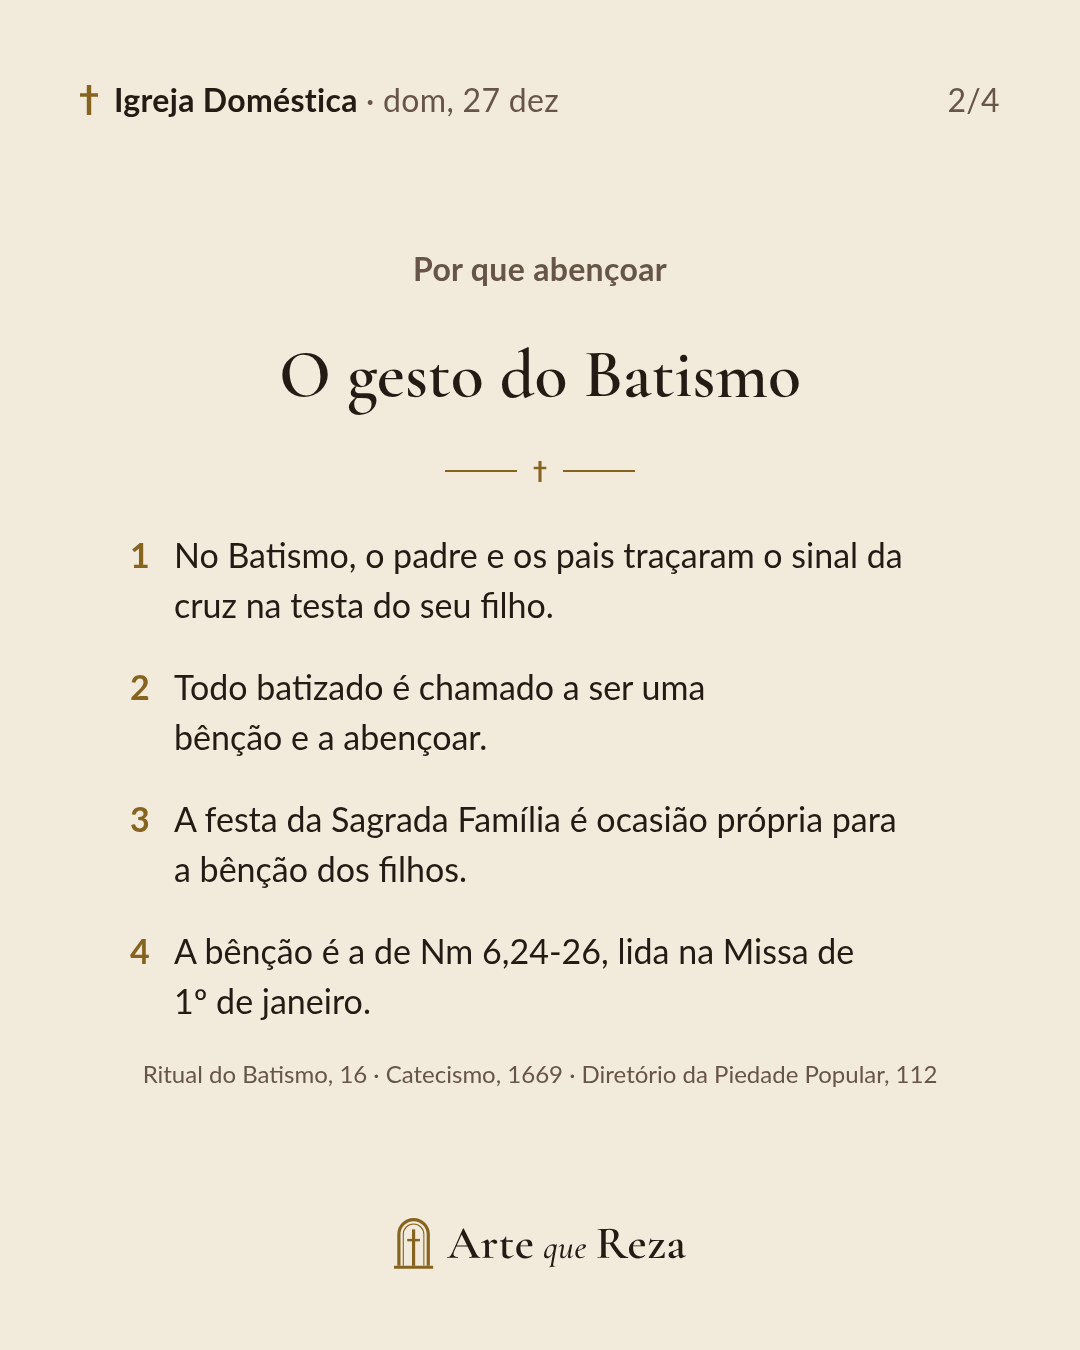 Igreja Doméstica · dom, 27 dez 2/4
Por que abençoar
O gesto do Batismo
1 No Batismo, o padre e os pais traçaram o sinal da
cruz na testa do seu filho.
2 Todo batizado é chamado a ser uma
bênção e a abençoar.
3 A festa da Sagrada Família é ocasião própria para
a bênção dos filhos.
4 A bênção é a de Nm 6,24-26, lida na Missa de
1º de janeiro.
Ritual do Batismo, 16 · Catecismo, 1669 · Diretório da Piedade Popular, 112
Arte que Reza